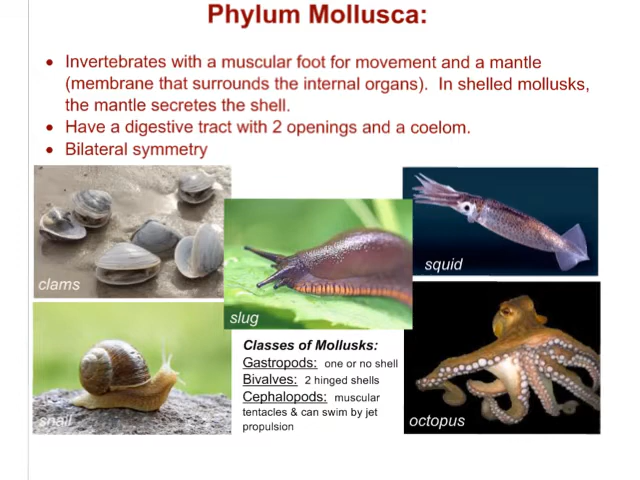 Phylum Mollusca:
• Invertebrates with a muscular foot for movement and a mantle
(membrane that surrounds the internal organs).  In shelled mollusks,
the mantle secretes the shell.
• Have a digestive tract with 2 openings and a coelom.
• Bilateral symmetry
clams
slug
squid
snail
octopus
Classes of Mollusks:
Gastropods: one or no shell
Bivalves: 2 hinged shells
Cephalopods: muscular
tentacles & can swim by jet
propulsion